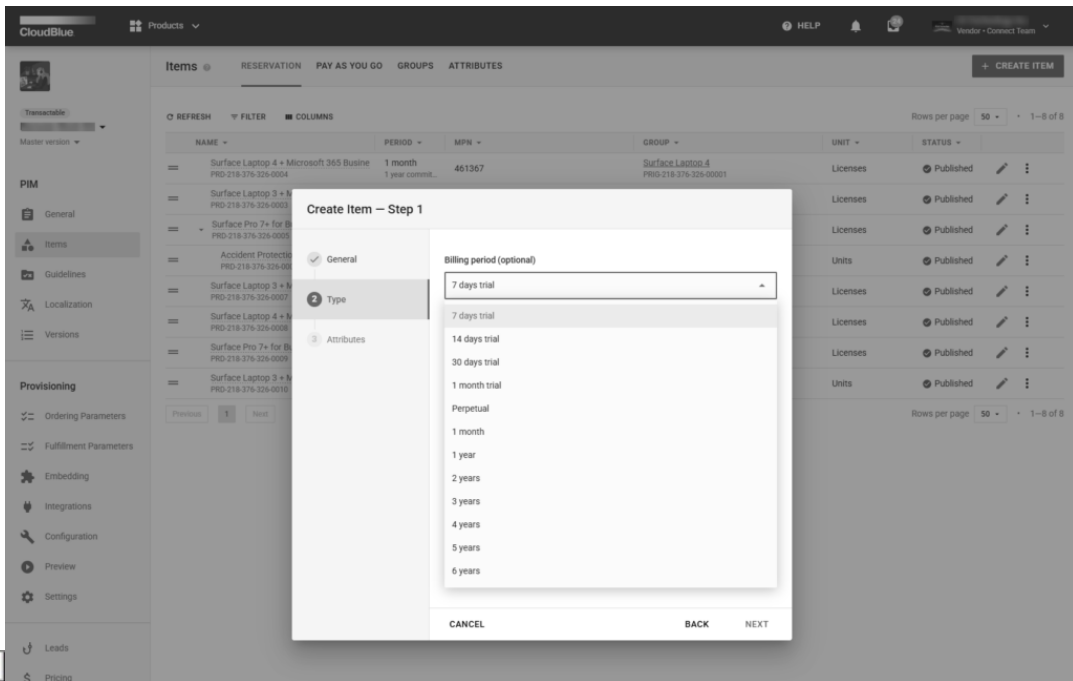 CloudBlue
Products
HELP
Vendor • Connect Team
Transactable
Master version
PIM
General
Items
Guidelines
Localization
Versions
Provisioning
Ordering Parameters
Fulfillment Parameters
Embedding
Integrations
Configuration
Preview
Settings
Leads
Pricing
Items
RESERVATION PAY AS YOU GO GROUPS ATTRIBUTES
+ CREATE ITEM
REFRESH FILTER COLUMNS
Rows per page 50 • 1–8 of 8
NAME PERIOD MPN GROUP UNIT STATUS
Surface Laptop 4 + Microsoft 365 Busine 1 month 461367 Surface Laptop 4 Licenses Published
PRD-218-376-326-0004 1 year commit... PRIG-218-376-326-00001
Surface Laptop 3 + M Licenses Published
PRD-218-376-326-0003
Surface Pro 7+ for Bu Licenses Published
PRD-218-376-326-0005
Accident Protectio Units Published
PRD-218-376-326-00
Surface Laptop 3 + M Licenses Published
PRD-218-376-326-0007
Surface Laptop 4 + M Licenses Published
PRD-218-376-326-0008
Surface Pro 7+ for Bu Licenses Published
PRD-218-376-326-0009
Surface Laptop 3 + M Units Published
PRD-218-376-326-0010
Previous 1 Next
Rows per page 50 • 1–8 of 8
Create Item — Step 1
General
2 Type
3 Attributes
Billing period (optional)
7 days trial
7 days trial
14 days trial
30 days trial
1 month trial
Perpetual
1 month
1 year
2 years
3 years
4 years
5 years
6 years
CANCEL BACK NEXT